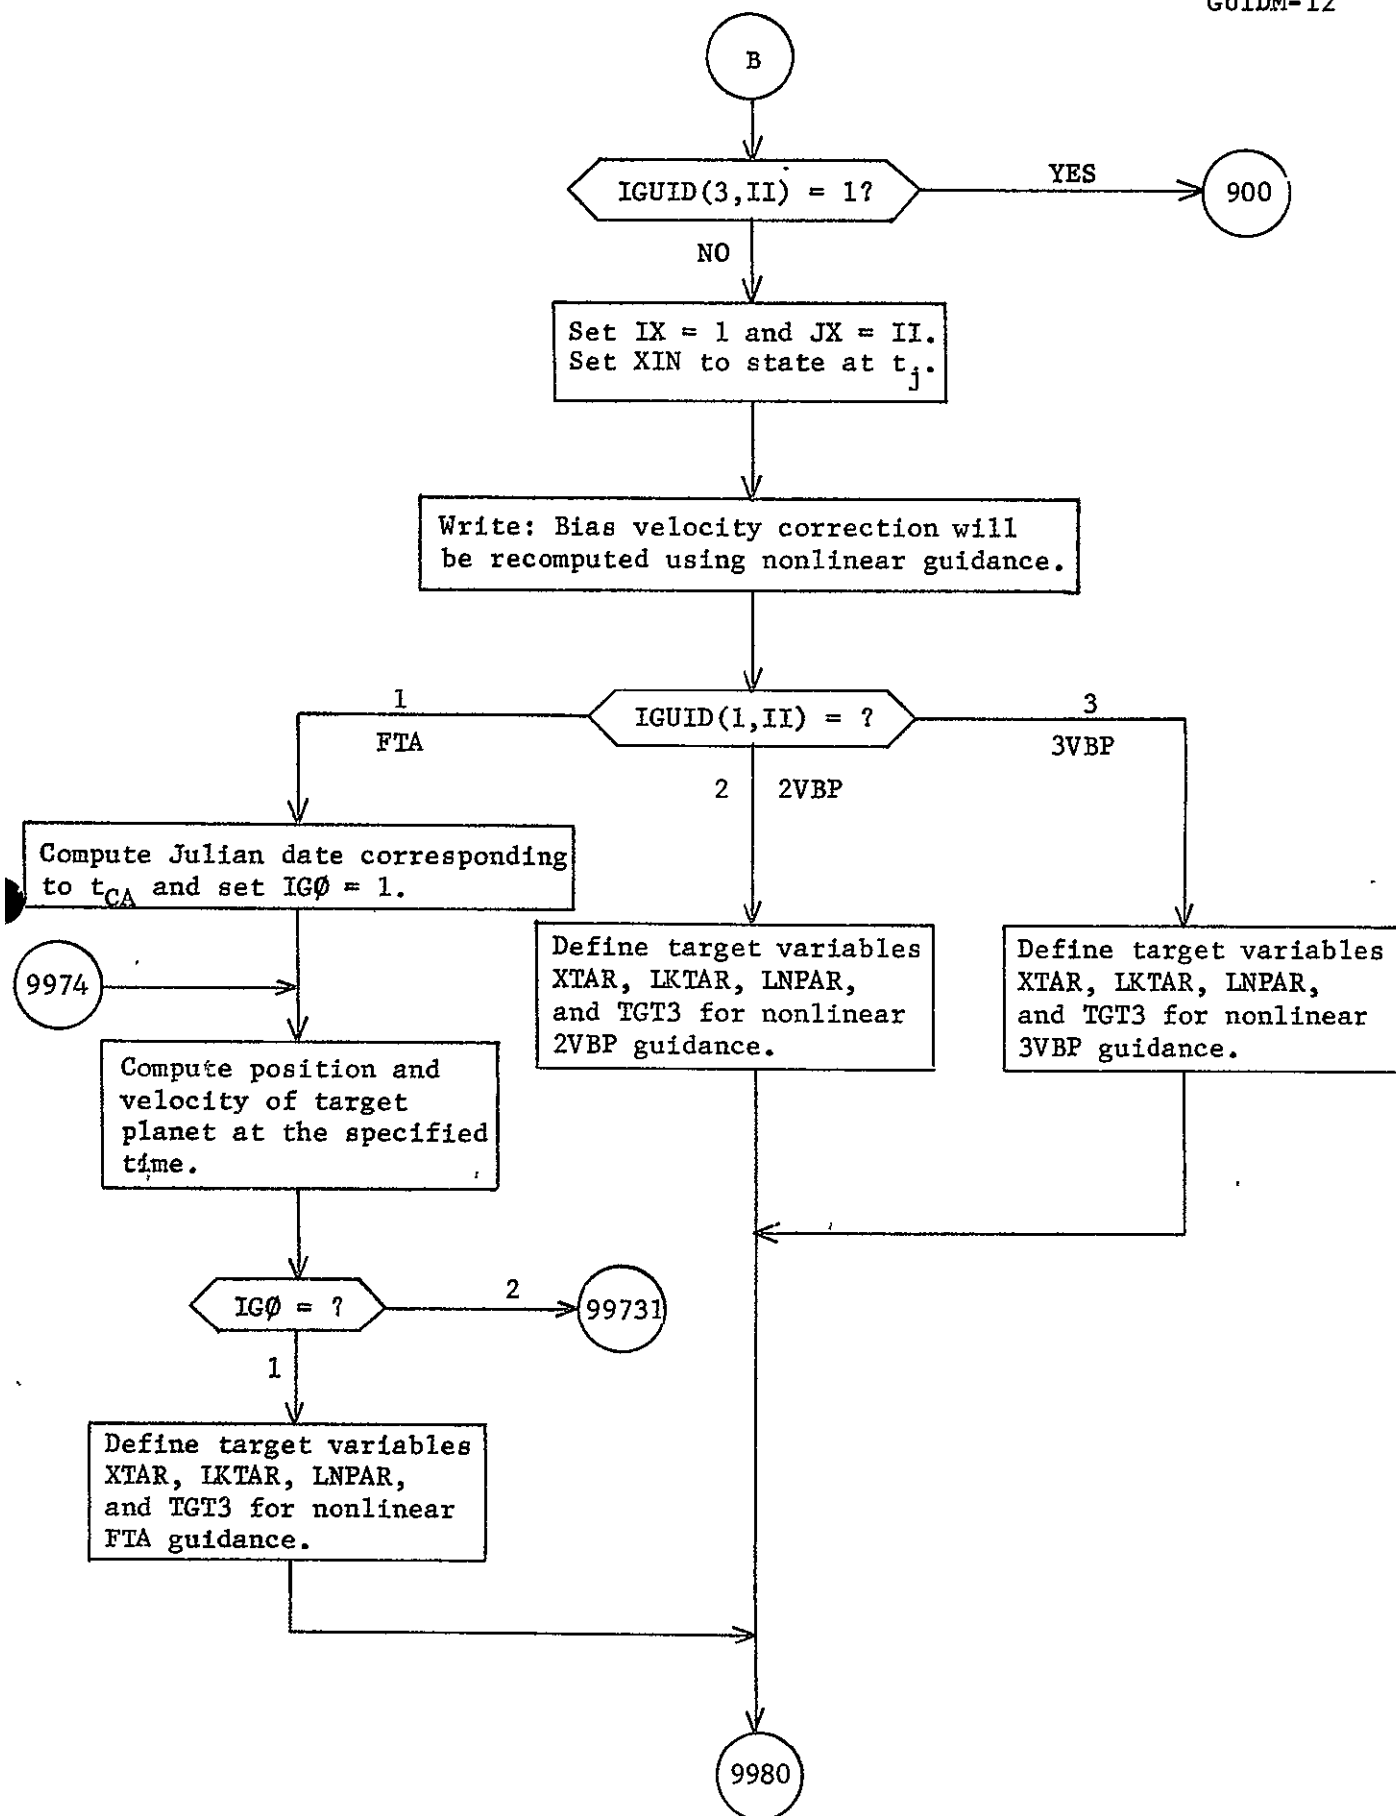 GUIDM-12
B
IGUID(3,II) = 1?
YES
900
NO
Set IX = 1 and JX = II.
Set XIN to state at t_j.
Write: Bias velocity correction will
be recomputed using nonlinear guidance.
IGUID(1,II) = ?
1
FTA
2
2VBP
3
3VBP
Compute Julian date corresponding
to t_CA and set IGØ = 1.
9974
Define target variables
XTAR, LKTAR, LNPAR,
and TGT3 for nonlinear
2VBP guidance.
Define target variables
XTAR, LKTAR, LNPAR,
and TGT3 for nonlinear
3VBP guidance.
Compute position and
velocity of target
planet at the specified
time.
IGØ = ?
2
99731
1
Define target variables
XTAR, LKTAR, LNPAR,
and TGT3 for nonlinear
FTA guidance.
9980